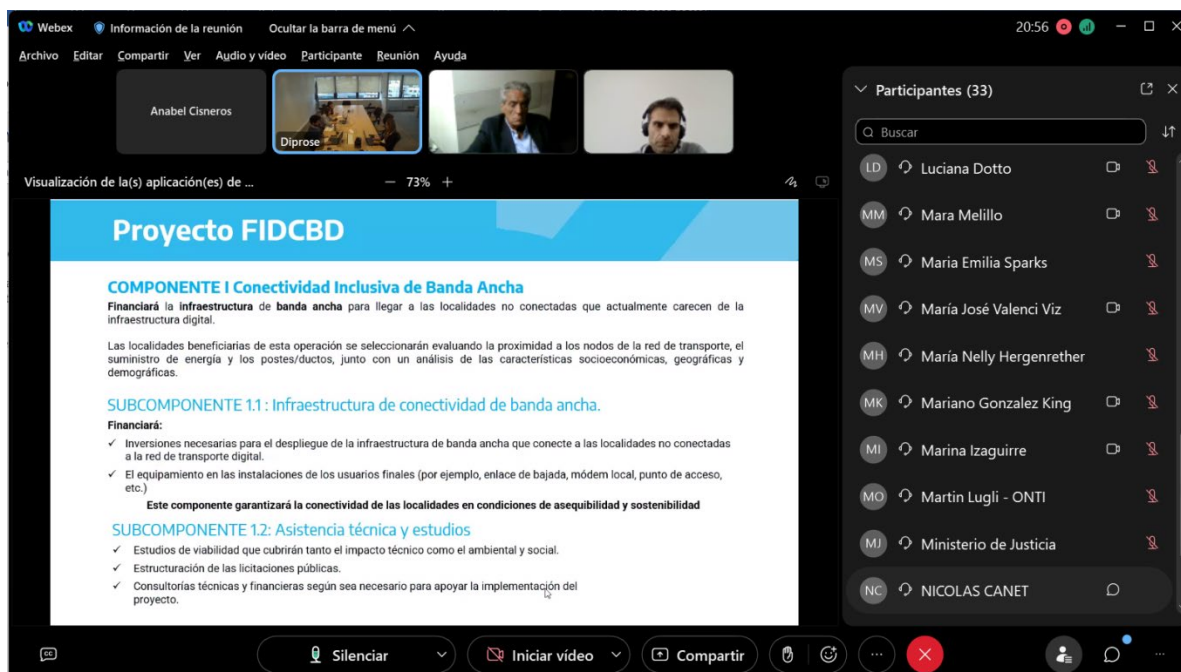 Webex Información de la reunión Ocultar la barra de menú 20:56
Archivo Editar Compartir Ver Audio y vídeo Participante Reunión Ayuda
Anabel Cisneros
Diprose
Visualización de la(s) aplicación(es) de ... − 73% +
Proyecto FIDCBD
COMPONENTE I Conectividad Inclusiva de Banda Ancha
Financiará la infraestructura de banda ancha para llegar a las localidades no conectadas que actualmente carecen de la
infraestructura digital.
Las localidades beneficiarias de esta operación se seleccionarán evaluando la proximidad a los nodos de la red de transporte, el
suministro de energía y los postes/ductos, junto con un análisis de las características socioeconómicas, geográficas y
demográficas.
SUBCOMPONENTE 1.1 : Infraestructura de conectividad de banda ancha.
Financiará:
✓ Inversiones necesarias para el despliegue de la infraestructura de banda ancha que conecte a las localidades no conectadas
a la red de transporte digital.
✓ El equipamiento en las instalaciones de los usuarios finales (por ejemplo, enlace de bajada, módem local, punto de acceso,
etc.)
Este componente garantizará la conectividad de las localidades en condiciones de asequibilidad y sostenibilidad
SUBCOMPONENTE 1.2: Asistencia técnica y estudios
✓ Estudios de viabilidad que cubrirán tanto el impacto técnico como el ambiental y social.
✓ Estructuración de las licitaciones públicas.
✓ Consultorías técnicas y financieras según sea necesario para apoyar la implementación del
proyecto.
Participantes (33)
Buscar
LD Luciana Dotto
MM Mara Melillo
MS Maria Emilia Sparks
MV María José Valenci Viz
MH María Nelly Hergenrether
MK Mariano Gonzalez King
MI Marina Izaguirre
MO Martin Lugli - ONTI
MJ Ministerio de Justicia
NC NICOLAS CANET
CC Silenciar Iniciar vídeo Compartir